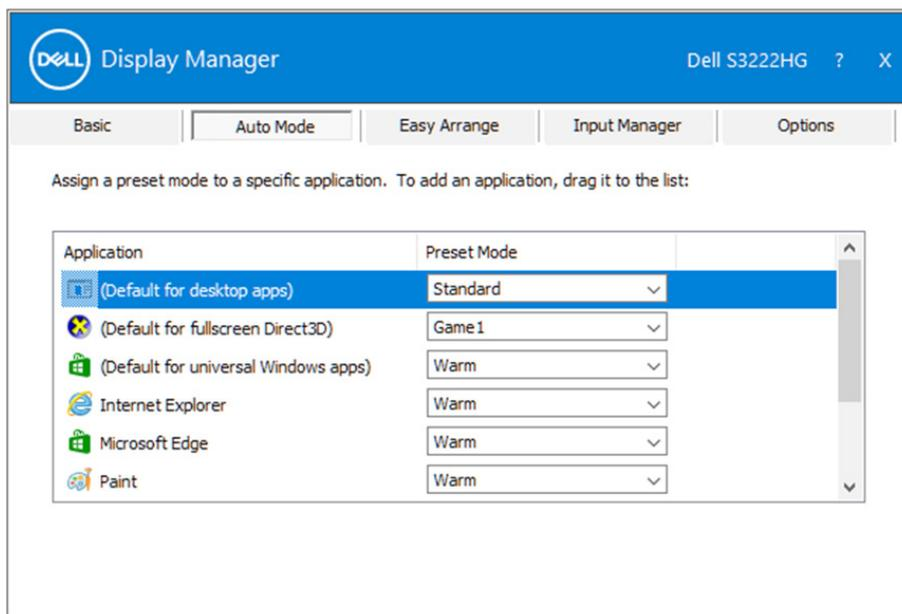 DELL Display Manager Dell S3222HG ? X
Basic Auto Mode Easy Arrange Input Manager Options
Assign a preset mode to a specific application. To add an application, drag it to the list:
Application Preset Mode
(Default for desktop apps) Standard
(Default for fullscreen Direct3D) Game1
(Default for universal Windows apps) Warm
Internet Explorer Warm
Microsoft Edge Warm
Paint Warm